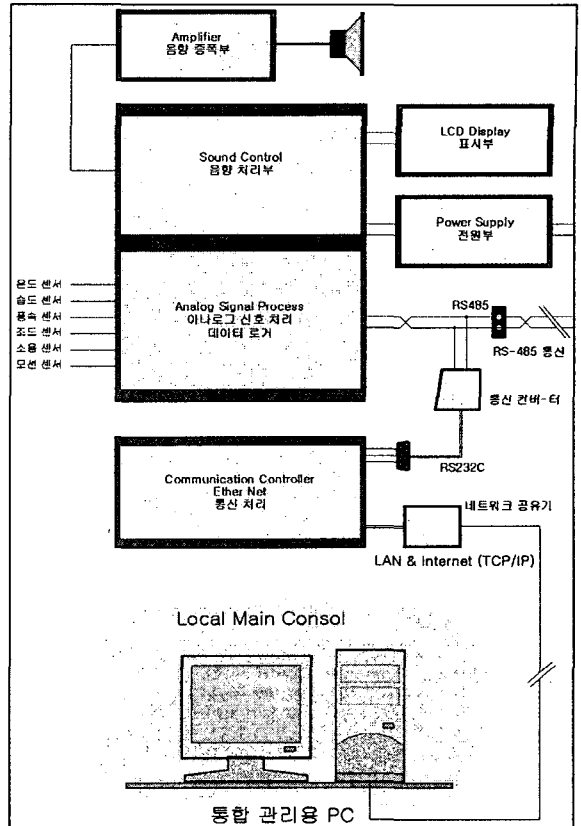 Amplifier
음향 증폭부
Sound Control
음향 처리부
LCD Display
표시부
Power Supply
전원부
온도 센서
습도 센서
풍속 센서
조도 센서
소음 센서
모션 센서
Analog Signal Process
아나로그 신호 처리
데이터 로거
RS485
RS-485 통신
통신 컨버-터
RS232C
Communication Controller
Ether Net
통신 처리
네트워크 공유기
LAN & Internet (TCP/IP)
Local Main Consol
통합 관리용 PC